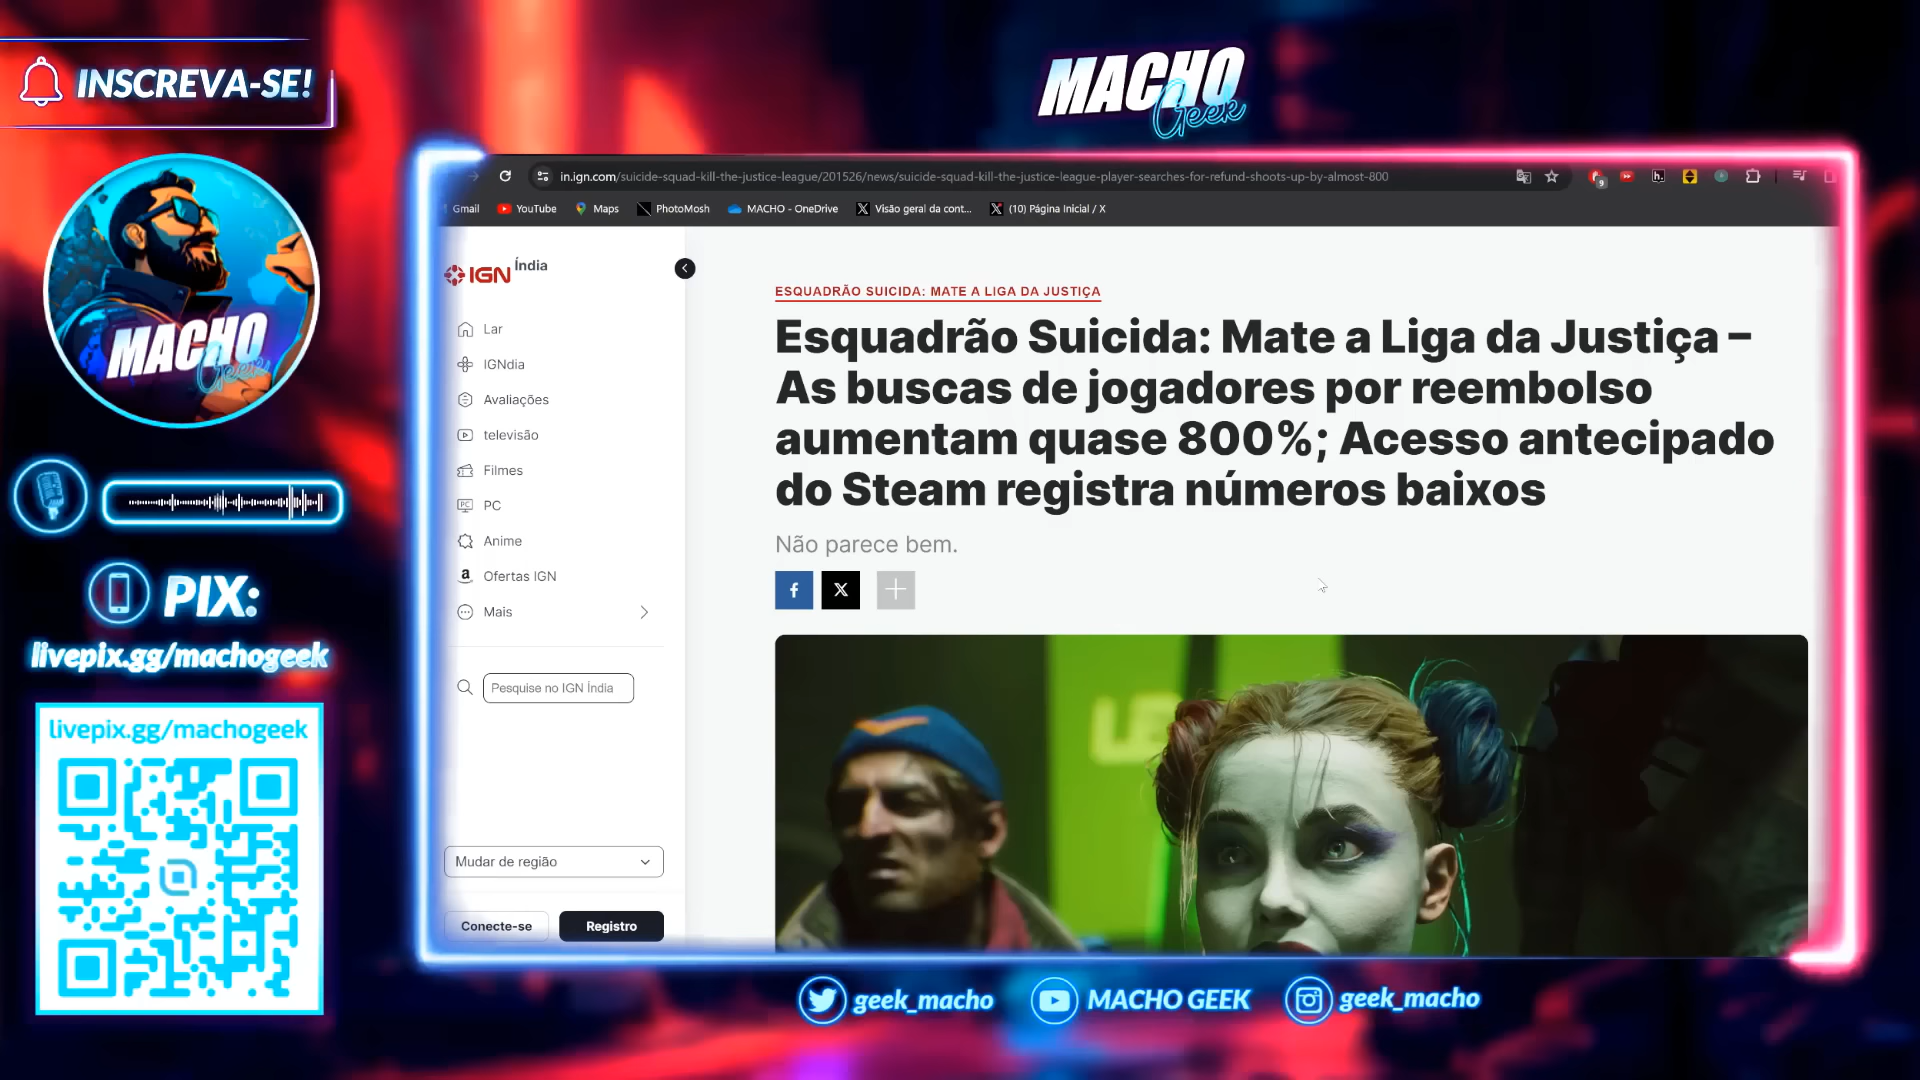 INSCREVA-SE!
MACHO
Geek
MACHO
Geek
PIX:
livepix.gg/machogeek
livepix.gg/machogeek
in.ign.com/suicide-squad-kill-the-justice-league/201526/news/suicide-squad-kill-the-justice-league-player-searches-for-refund-shoots-up-by-almost-800
9
Gmail
YouTube
Maps
PhotoMosh
MACHO - OneDrive
Visão geral da cont...
(10) Página Inicial / X
IGN Índia
Lar
IGNdia
Avaliações
televisão
Filmes
PC
Anime
Ofertas IGN
Mais
Pesquise no IGN Índia
Mudar de região
Conecte-se
Registro
ESQUADRÃO SUICIDA: MATE A LIGA DA JUSTIÇA
Esquadrão Suicida: Mate a Liga da Justiça –
As buscas de jogadores por reembolso
aumentam quase 800%; Acesso antecipado
do Steam registra números baixos
Não parece bem.
geek_macho
MACHO GEEK
geek_macho